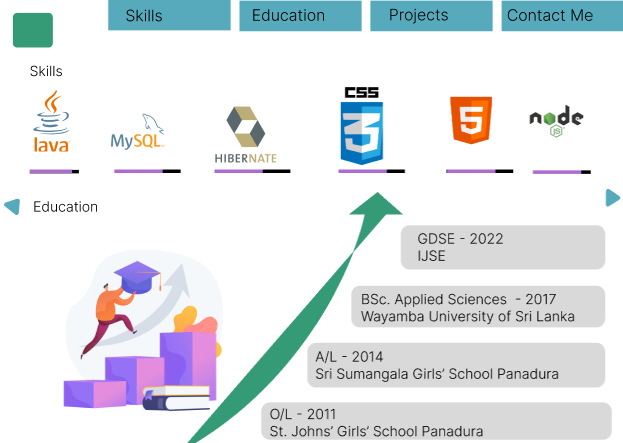 Skills
Education
Projects
Contact Me
Skills
Java
MySQL
HIBERNATE
CSS
3
5
node
JS
Education
GDSE - 2022
IJSE
BSc. Applied Sciences - 2017
Wayamba University of Sri Lanka
A/L - 2014
Sri Sumangala Girls’ School Panadura
O/L - 2011
St. Johns’ Girls’ School Panadura